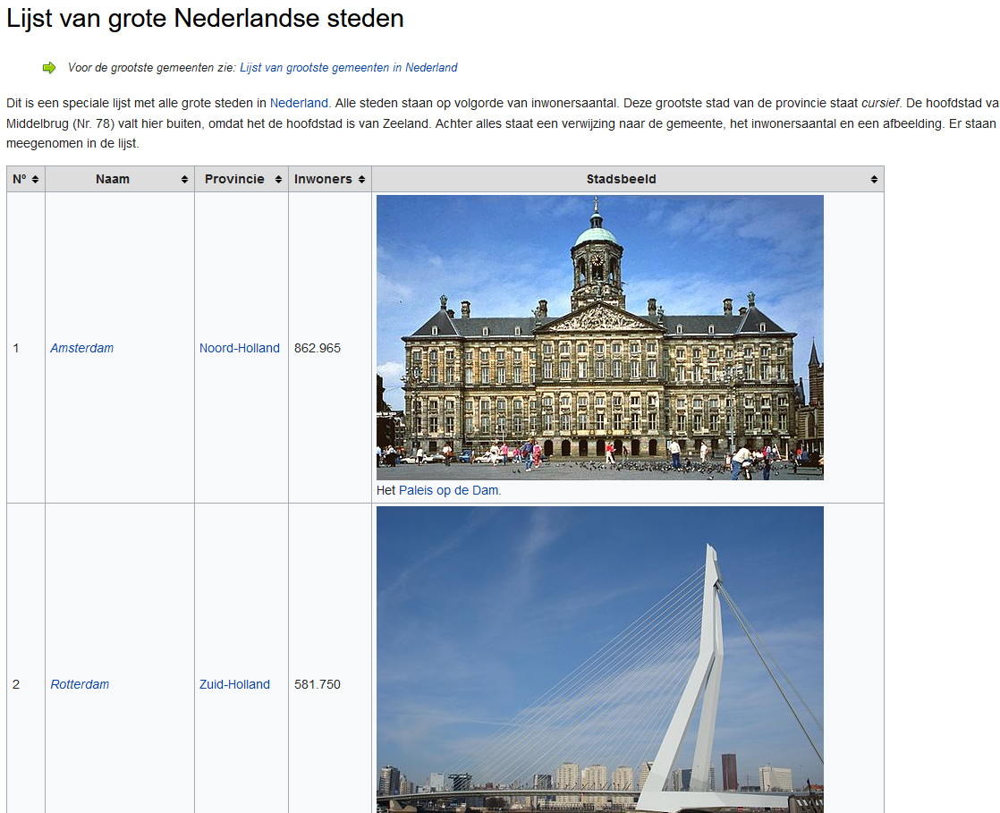 Lijst van grote Nederlandse steden
Voor de grootste gemeenten zie: Lijst van grootste gemeenten in Nederland
Dit is een speciale lijst met alle grote steden in Nederland. Alle steden staan op volgorde van inwonersaantal. Deze grootste stad van de provincie staat cursief. De hoofdstad va
Middelbrug (Nr. 78) valt hier buiten, omdat het de hoofdstad is van Zeeland. Achter alles staat een verwijzing naar de gemeente, het inwonersaantal en een afbeelding. Er staan
meegenomen in de lijst.
Nº Naam Provincie Inwoners Stadsbeeld
1 Amsterdam Noord-Holland 862.965
Het Paleis op de Dam.
2 Rotterdam Zuid-Holland 581.750